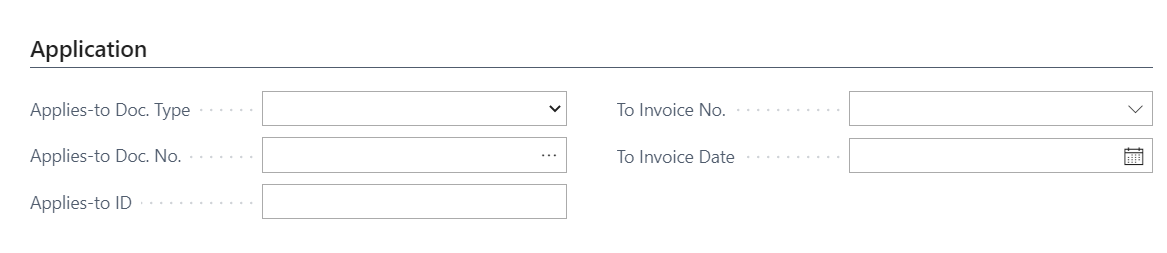 Application
Applies-to Doc. Type
To Invoice No.
Applies-to Doc. No.
To Invoice Date
Applies-to ID